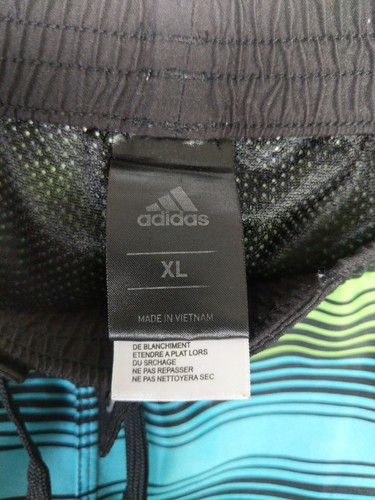 adidas
XL
MADE IN VIETNAM
DE BLANCHIMENT
ETENDRE A PLAT LORS
DU SRCHAGE
NE PAS REPASSER
NE PAS NETTOYERA SEC